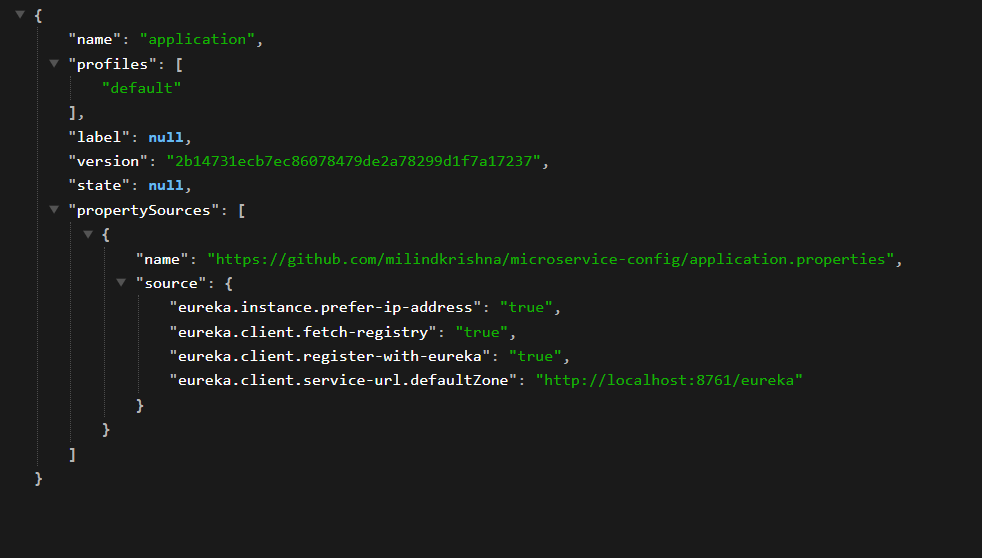 {
"name": "application",
"profiles": [
"default"
],
"label": null,
"version": "2b14731ecb7ec86078479de2a78299d1f7a17237",
"state": null,
"propertySources": [
{
"name": "https://github.com/milindkrishna/microservice-config/application.properties",
"source": {
"eureka.instance.prefer-ip-address": "true",
"eureka.client.fetch-registry": "true",
"eureka.client.register-with-eureka": "true",
"eureka.client.service-url.defaultZone": "http://localhost:8761/eureka"
}
}
]
}